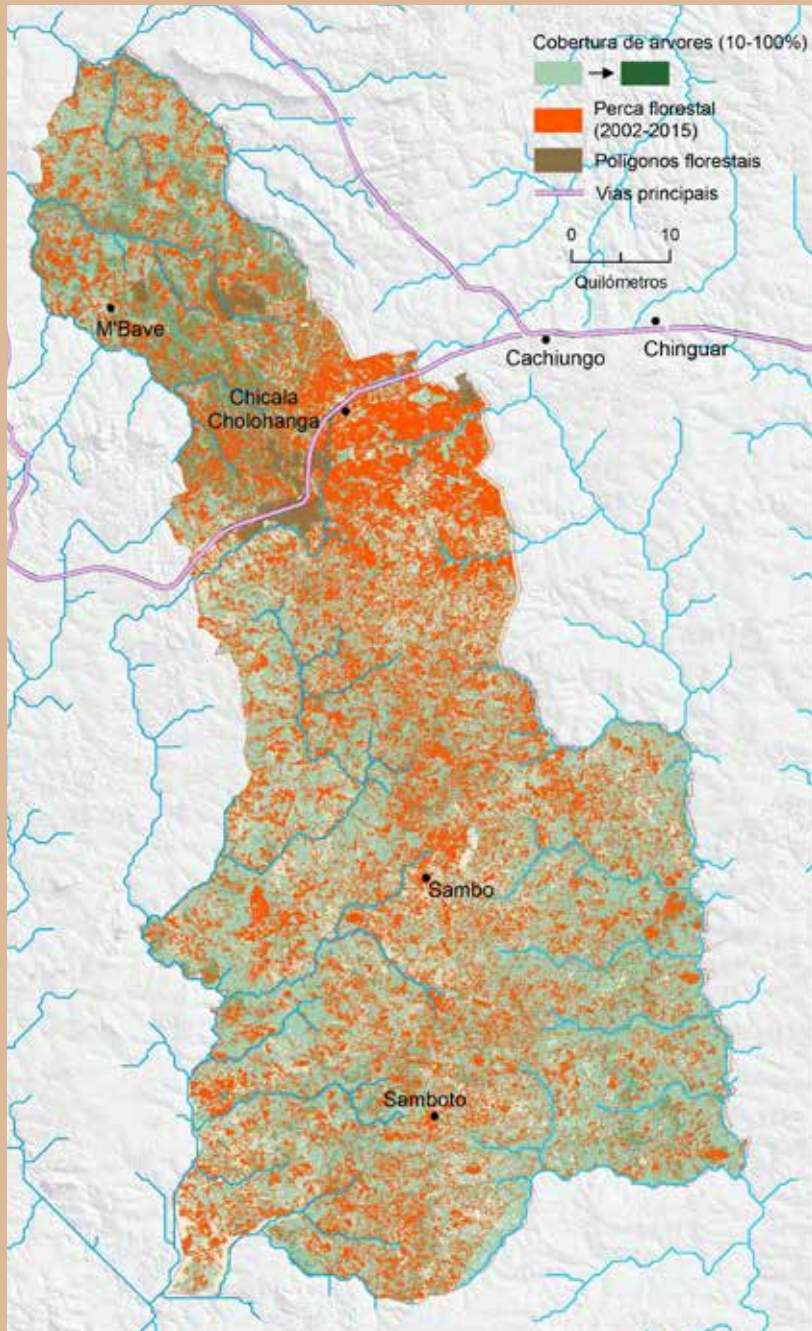 Cobertura de arvores (10-100%)
Perca florestal
(2002-2015)
Polígonos florestais
Vias principais
0 10
Quilómetros
M'Bave
Cachiungo
Chinguar
Chicala
Cholohanga
Sambo
Samboto